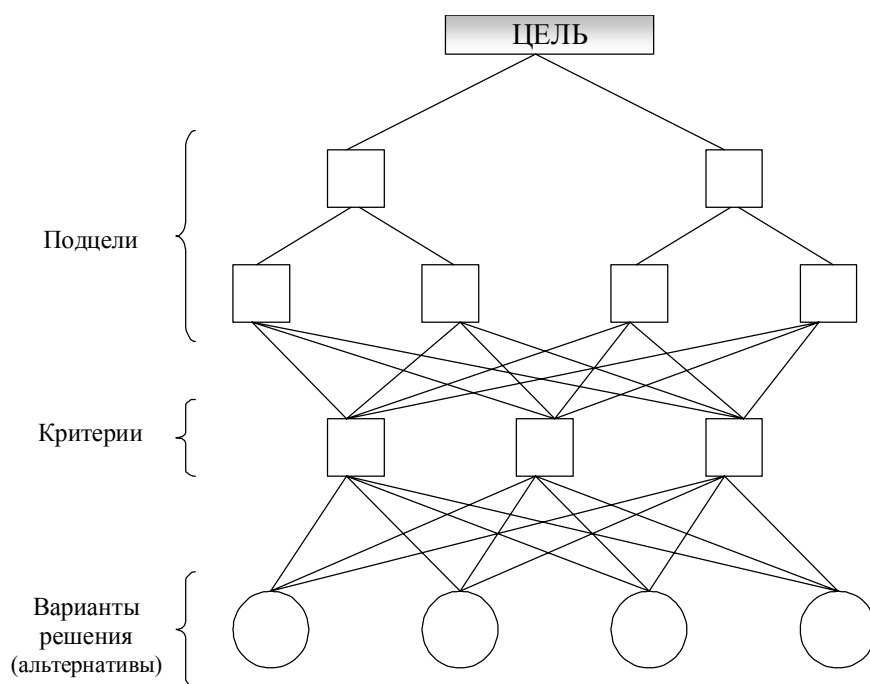 ЦЕЛЬ
Подцели
Критерии
Варианты
решения
(альтернативы)